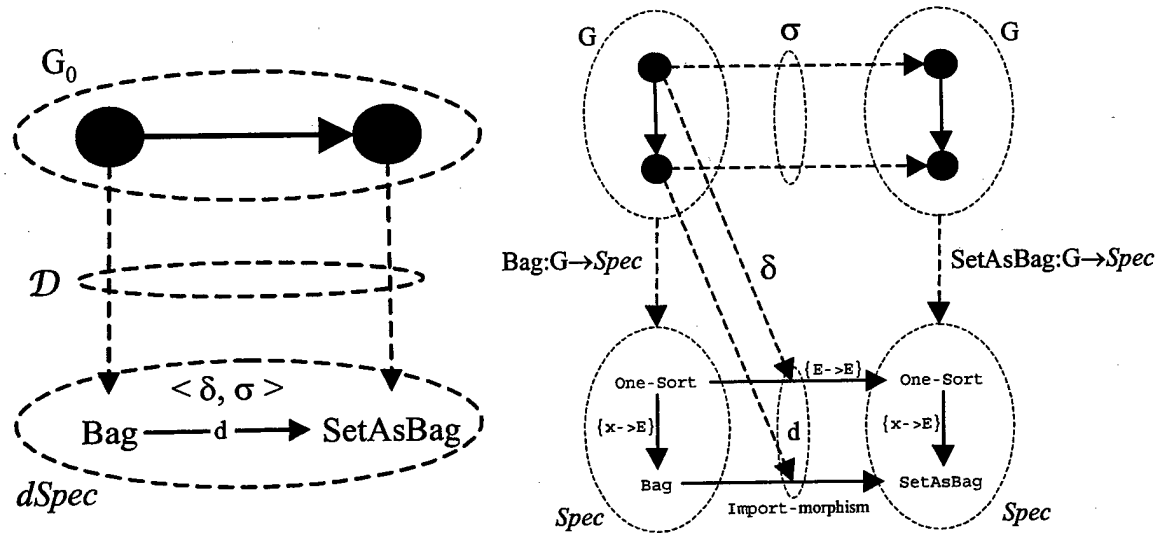 G₀
𝒟
< δ, σ >
Bag d SetAsBag
dSpec
σ
G G
Bag:G→Spec δ SetAsBag:G→Spec
One-Sort {E->E} One-Sort
{x->E} d {x->E}
Bag SetAsBag
Import-morphism
Spec Spec